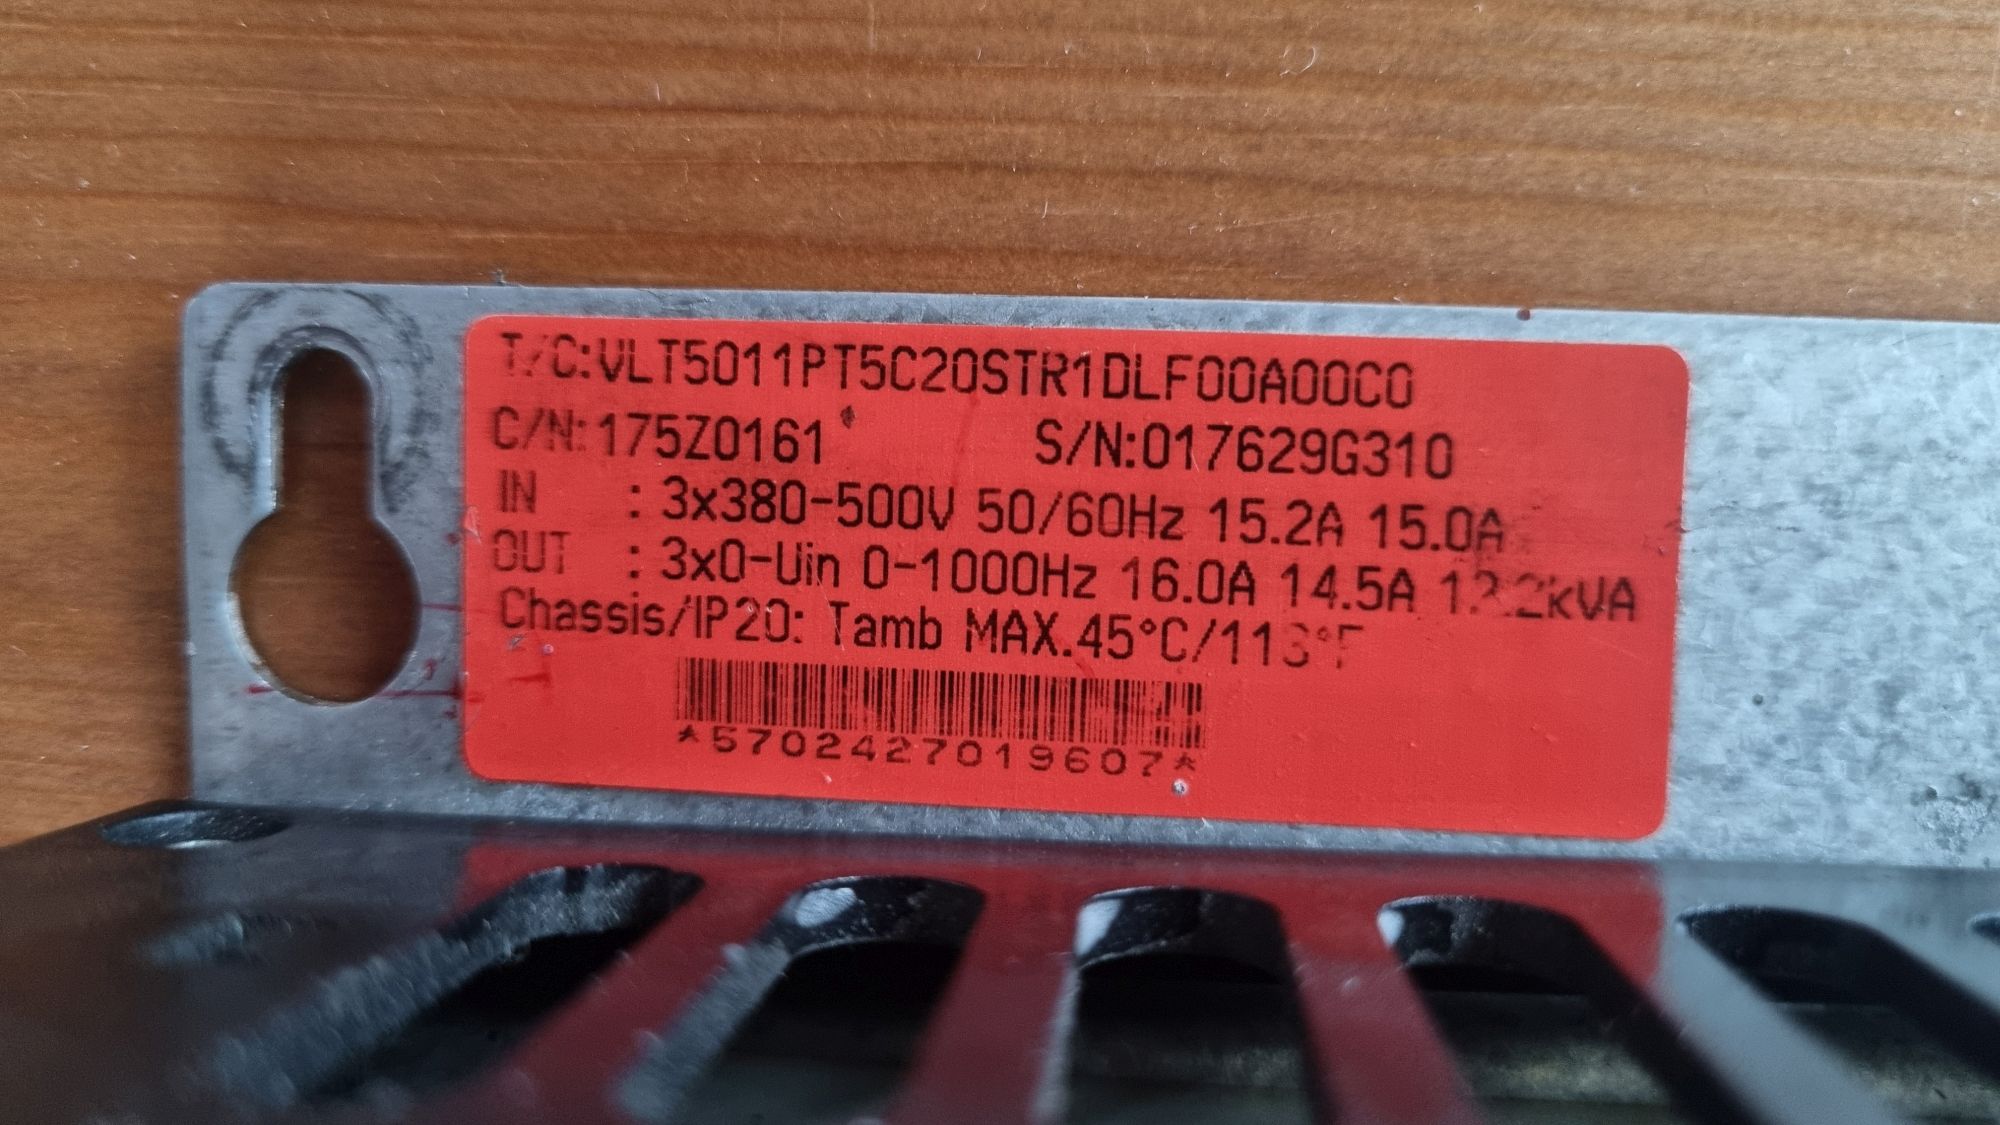 T/C:VLT5011PT5C20STR1DLF00A00C0
C/N:175Z0161 S/N:017629G310
IN : 3x380-500V 50/60Hz 15.2A 15.0A
OUT : 3x0-Uin 0-1000Hz 16.0A 14.5A
Chassis/IP20: Tamb MAX.45°C/113°F
*5702427019607*